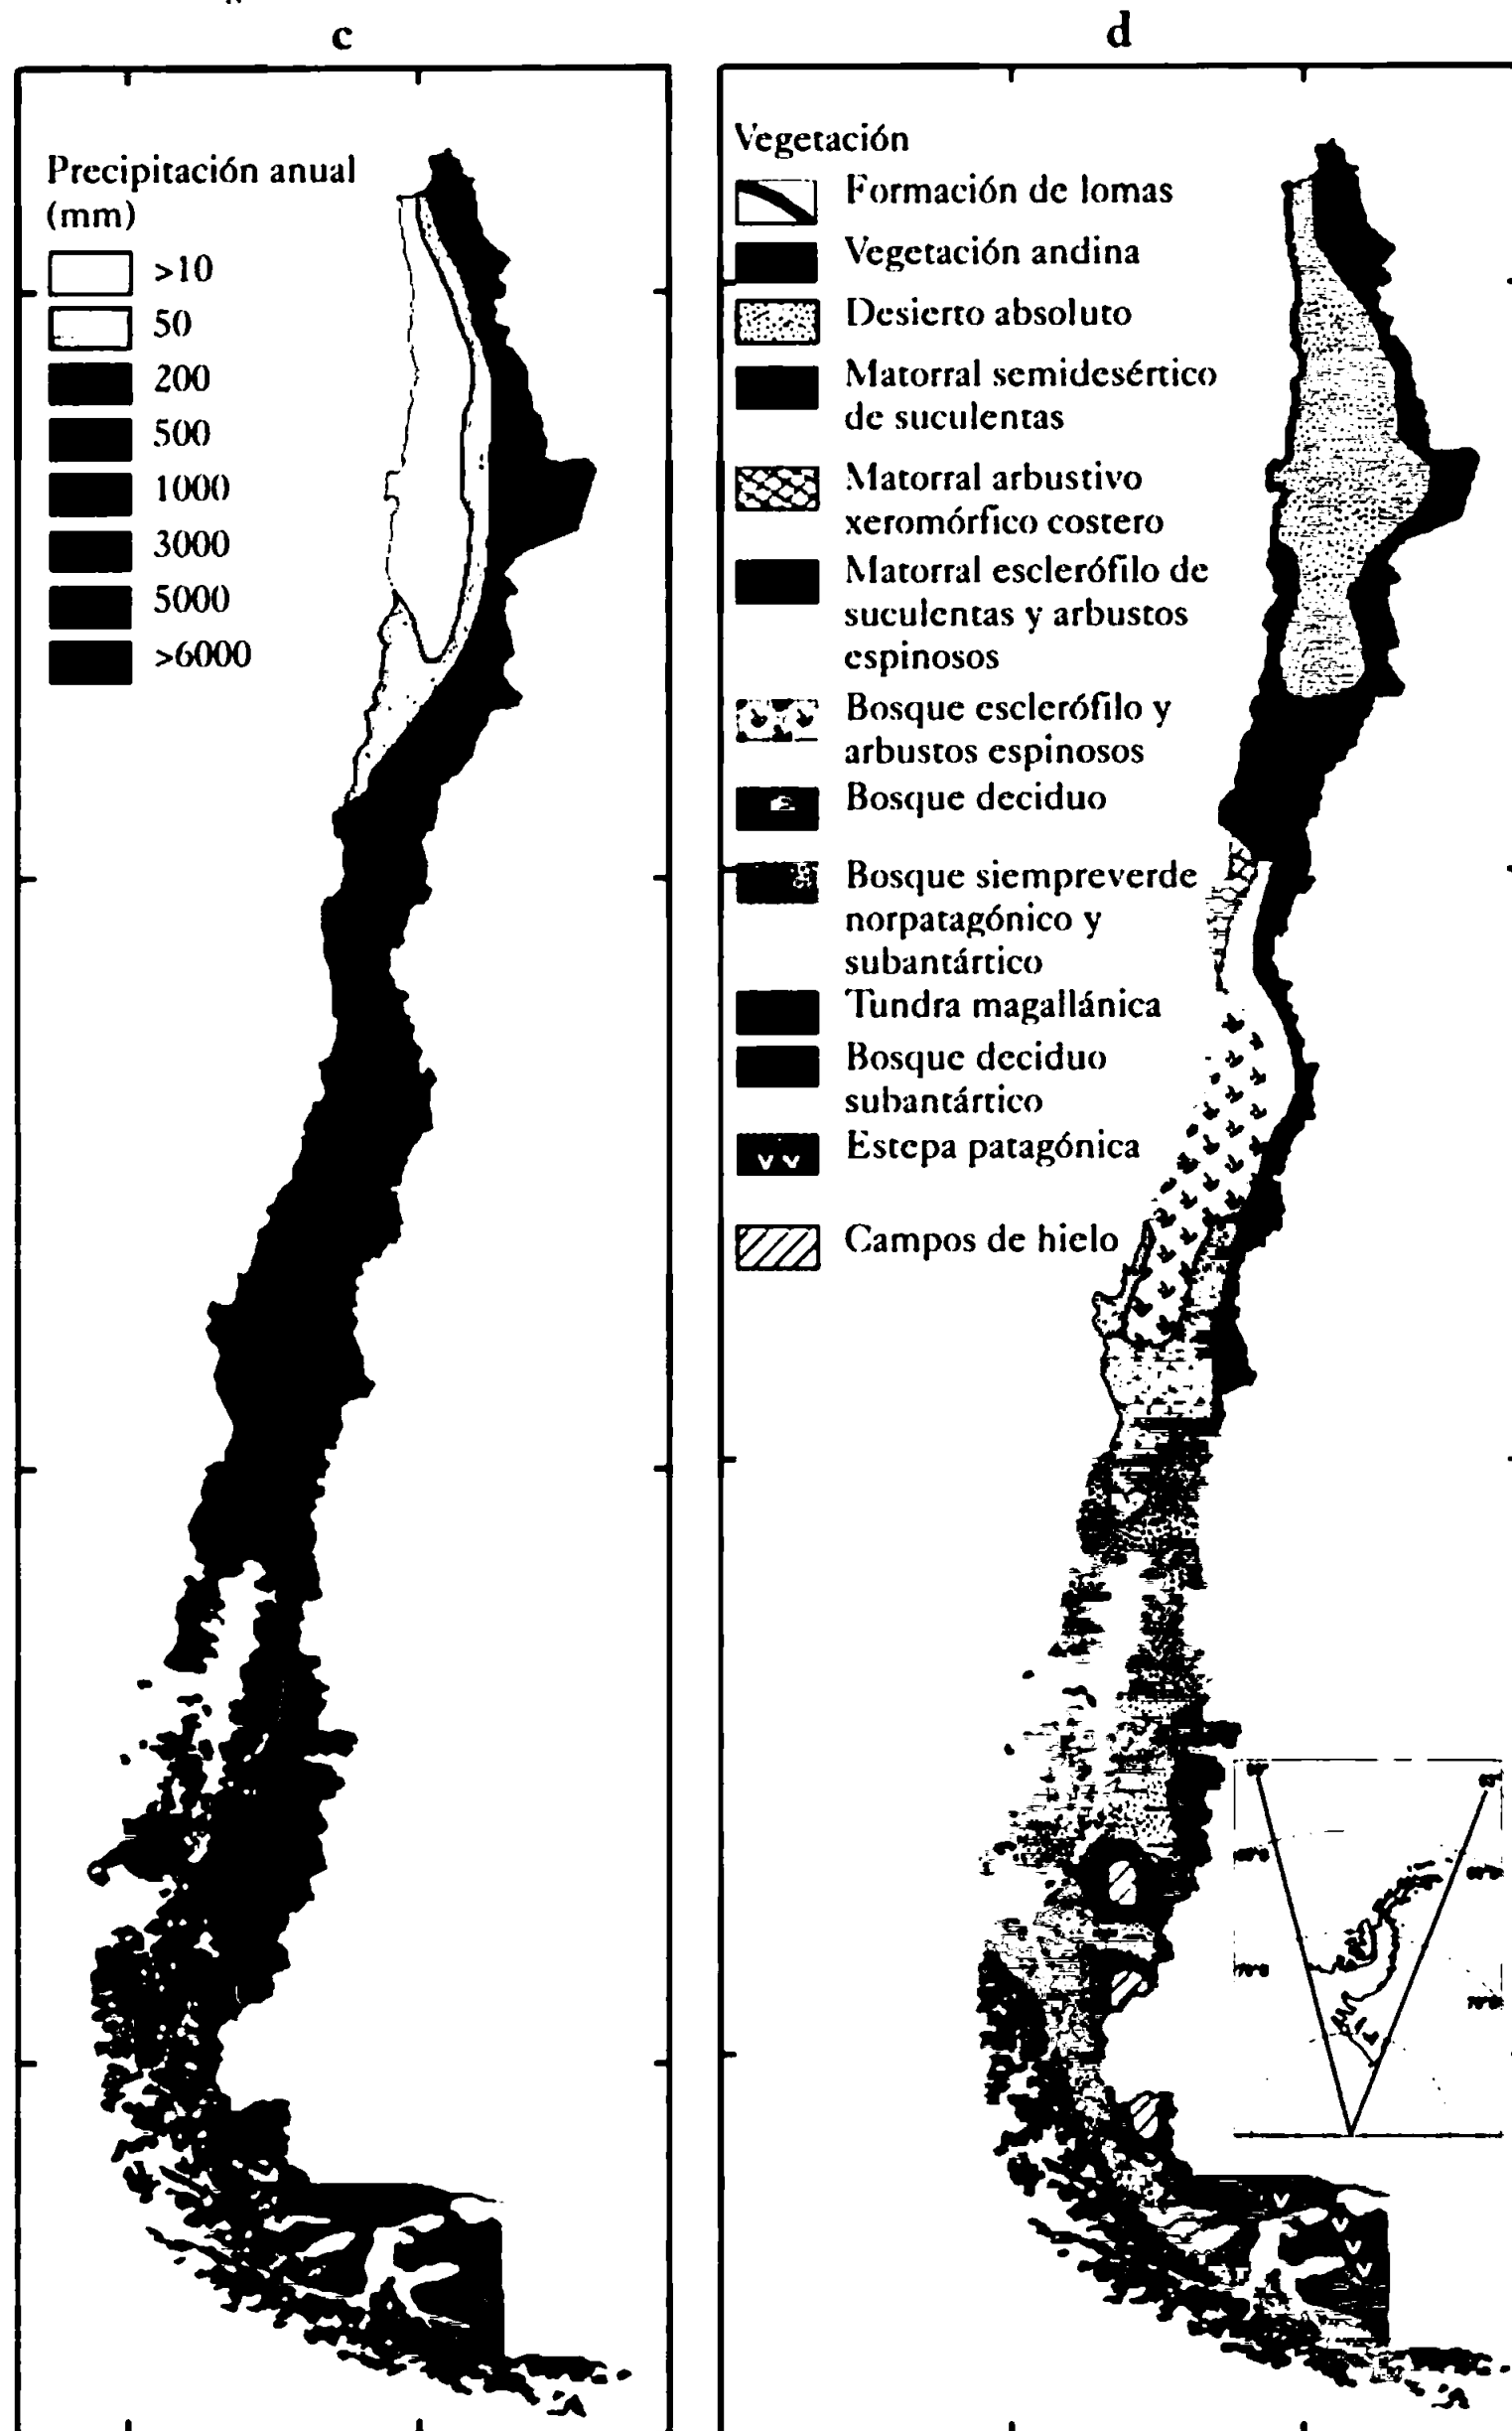 c
Precipitación anual
(mm)
>10
50
200
500
1000
3000
5000
>6000
d
Vegetación
Formación de lomas
Vegetación andina
Desierto absoluto
Matorral semidesértico
de suculentas
Matorral arbustivo
xeromórfico costero
Matorral esclerófilo de
suculentas y arbustos
espinosos
Bosque esclerófilo y
arbustos espinosos
Bosque deciduo
Bosque siempreverde
norpatagónico y
subantártico
Tundra magallánica
Bosque deciduo
subantártico
Estepa patagónica
Campos de hielo